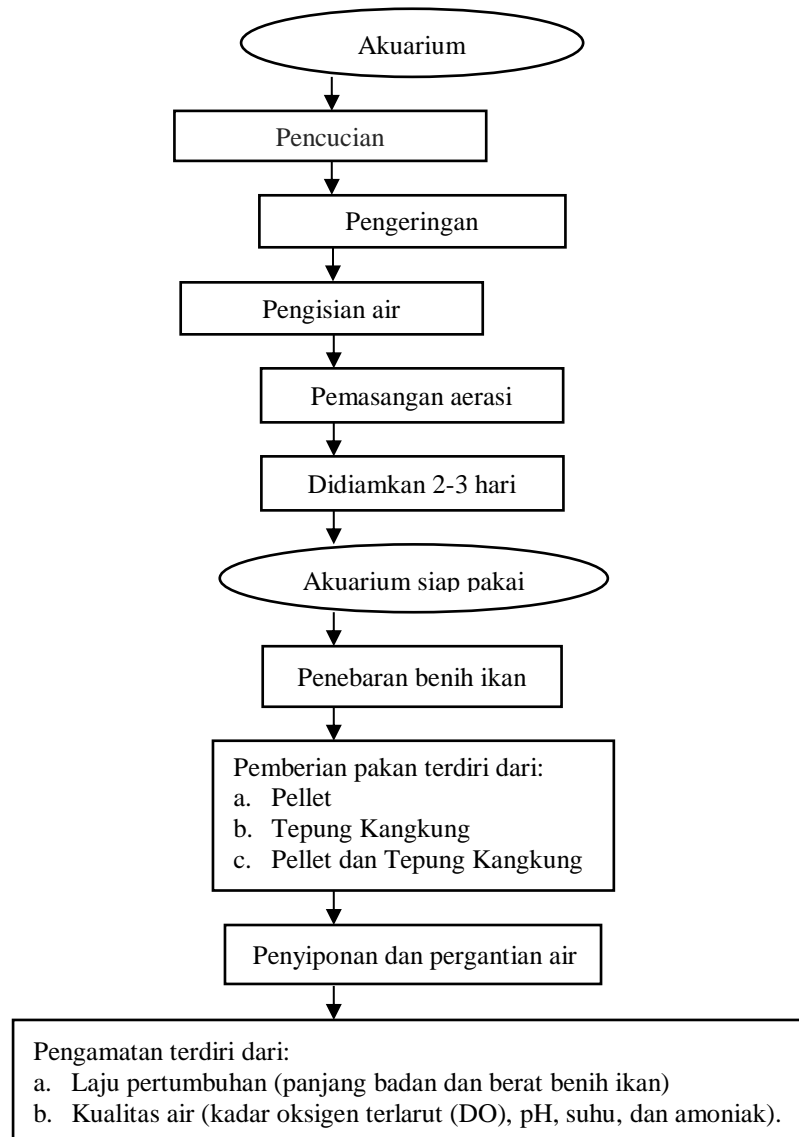 Akuarium
Pencucian
Pengeringan
Pengisian air
Pemasangan aerasi
Didiamkan 2-3 hari
Akuarium siap pakai
Penebaran benih ikan
Pemberian pakan terdiri dari:
a. Pellet
b. Tepung Kangkung
c. Pellet dan Tepung Kangkung
Penyiponan dan pergantian air
Pengamatan terdiri dari:
a. Laju pertumbuhan (panjang badan dan berat benih ikan)
b. Kualitas air (kadar oksigen terlarut (DO), pH, suhu, dan amoniak).